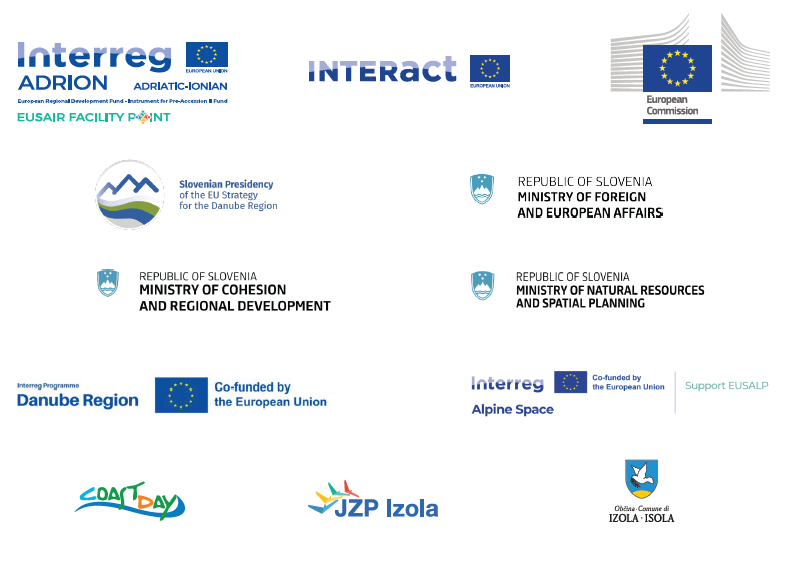 Interreg
EUROPEAN UNION
ADRION ADRIATIC-IONIAN
European Regional Development Fund - Instrument for Pre-Accession II Fund
EUSAIR FACILITY POINT
INTERact
EUROPEAN UNION
European
Commission
Slovenian Presidency
of the EU Strategy
for the Danube Region
REPUBLIC OF SLOVENIA
MINISTRY OF FOREIGN
AND EUROPEAN AFFAIRS
REPUBLIC OF SLOVENIA
MINISTRY OF COHESION
AND REGIONAL DEVELOPMENT
REPUBLIC OF SLOVENIA
MINISTRY OF NATURAL RESOURCES
AND SPATIAL PLANNING
Interreg Programme
Danube Region
Co-funded by
the European Union
Interreg
Co-funded by
the European Union
Alpine Space
Support EUSALP
COAST DAY
JZP Izola
Občina · Comune di
IZOLA · ISOLA